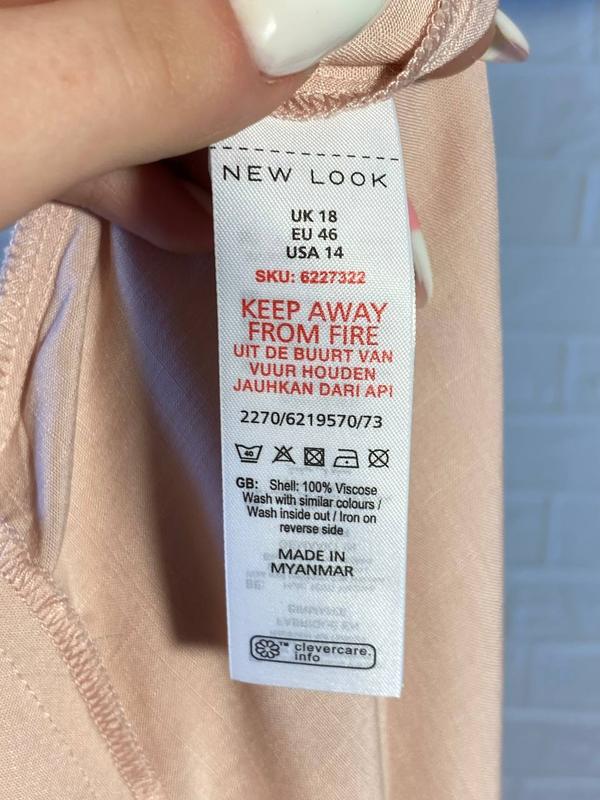 NEW LOOK
UK 18
EU 46
USA 14
SKU: 6227322
KEEP AWAY
FROM FIRE
UIT DE BUURT VAN
VUUR HOUDEN
JAUHKAN DARI API
2270/6219570/73
40
GB: Shell: 100% Viscose
Wash with similar colours /
Wash inside out / Iron on
reverse side
MADE IN
MYANMAR
clevercare.
info